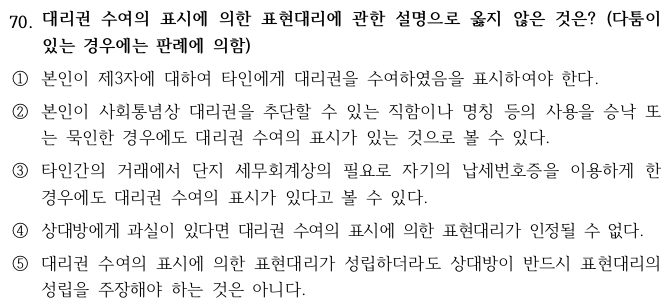 70. 대리권 수여의 표시에 의한 표현대리에 관한 설명으로 옳지 않은 것은? (다툼이
있는 경우에는 판례에 의함)
① 본인이 제3자에 대하여 타인에게 대리권을 수여하였음을 표시하여야 한다.
② 본인이 사회통념상 대리권을 추단할 수 있는 직함이나 명칭 등의 사용을 승낙 또
는 묵인한 경우에도 대리권 수여의 표시가 있는 것으로 볼 수 있다.
③ 타인간의 거래에서 단지 세무회계상의 필요로 자기의 납세번호증을 이용하게 한
경우에도 대리권 수여의 표시가 있다고 볼 수 있다.
④ 상대방에게 과실이 있다면 대리권 수여의 표시에 의한 표현대리가 인정될 수 없다.
⑤ 대리권 수여의 표시에 의한 표현대리가 성립하더라도 상대방이 반드시 표현대리의
성립을 주장해야 하는 것은 아니다.